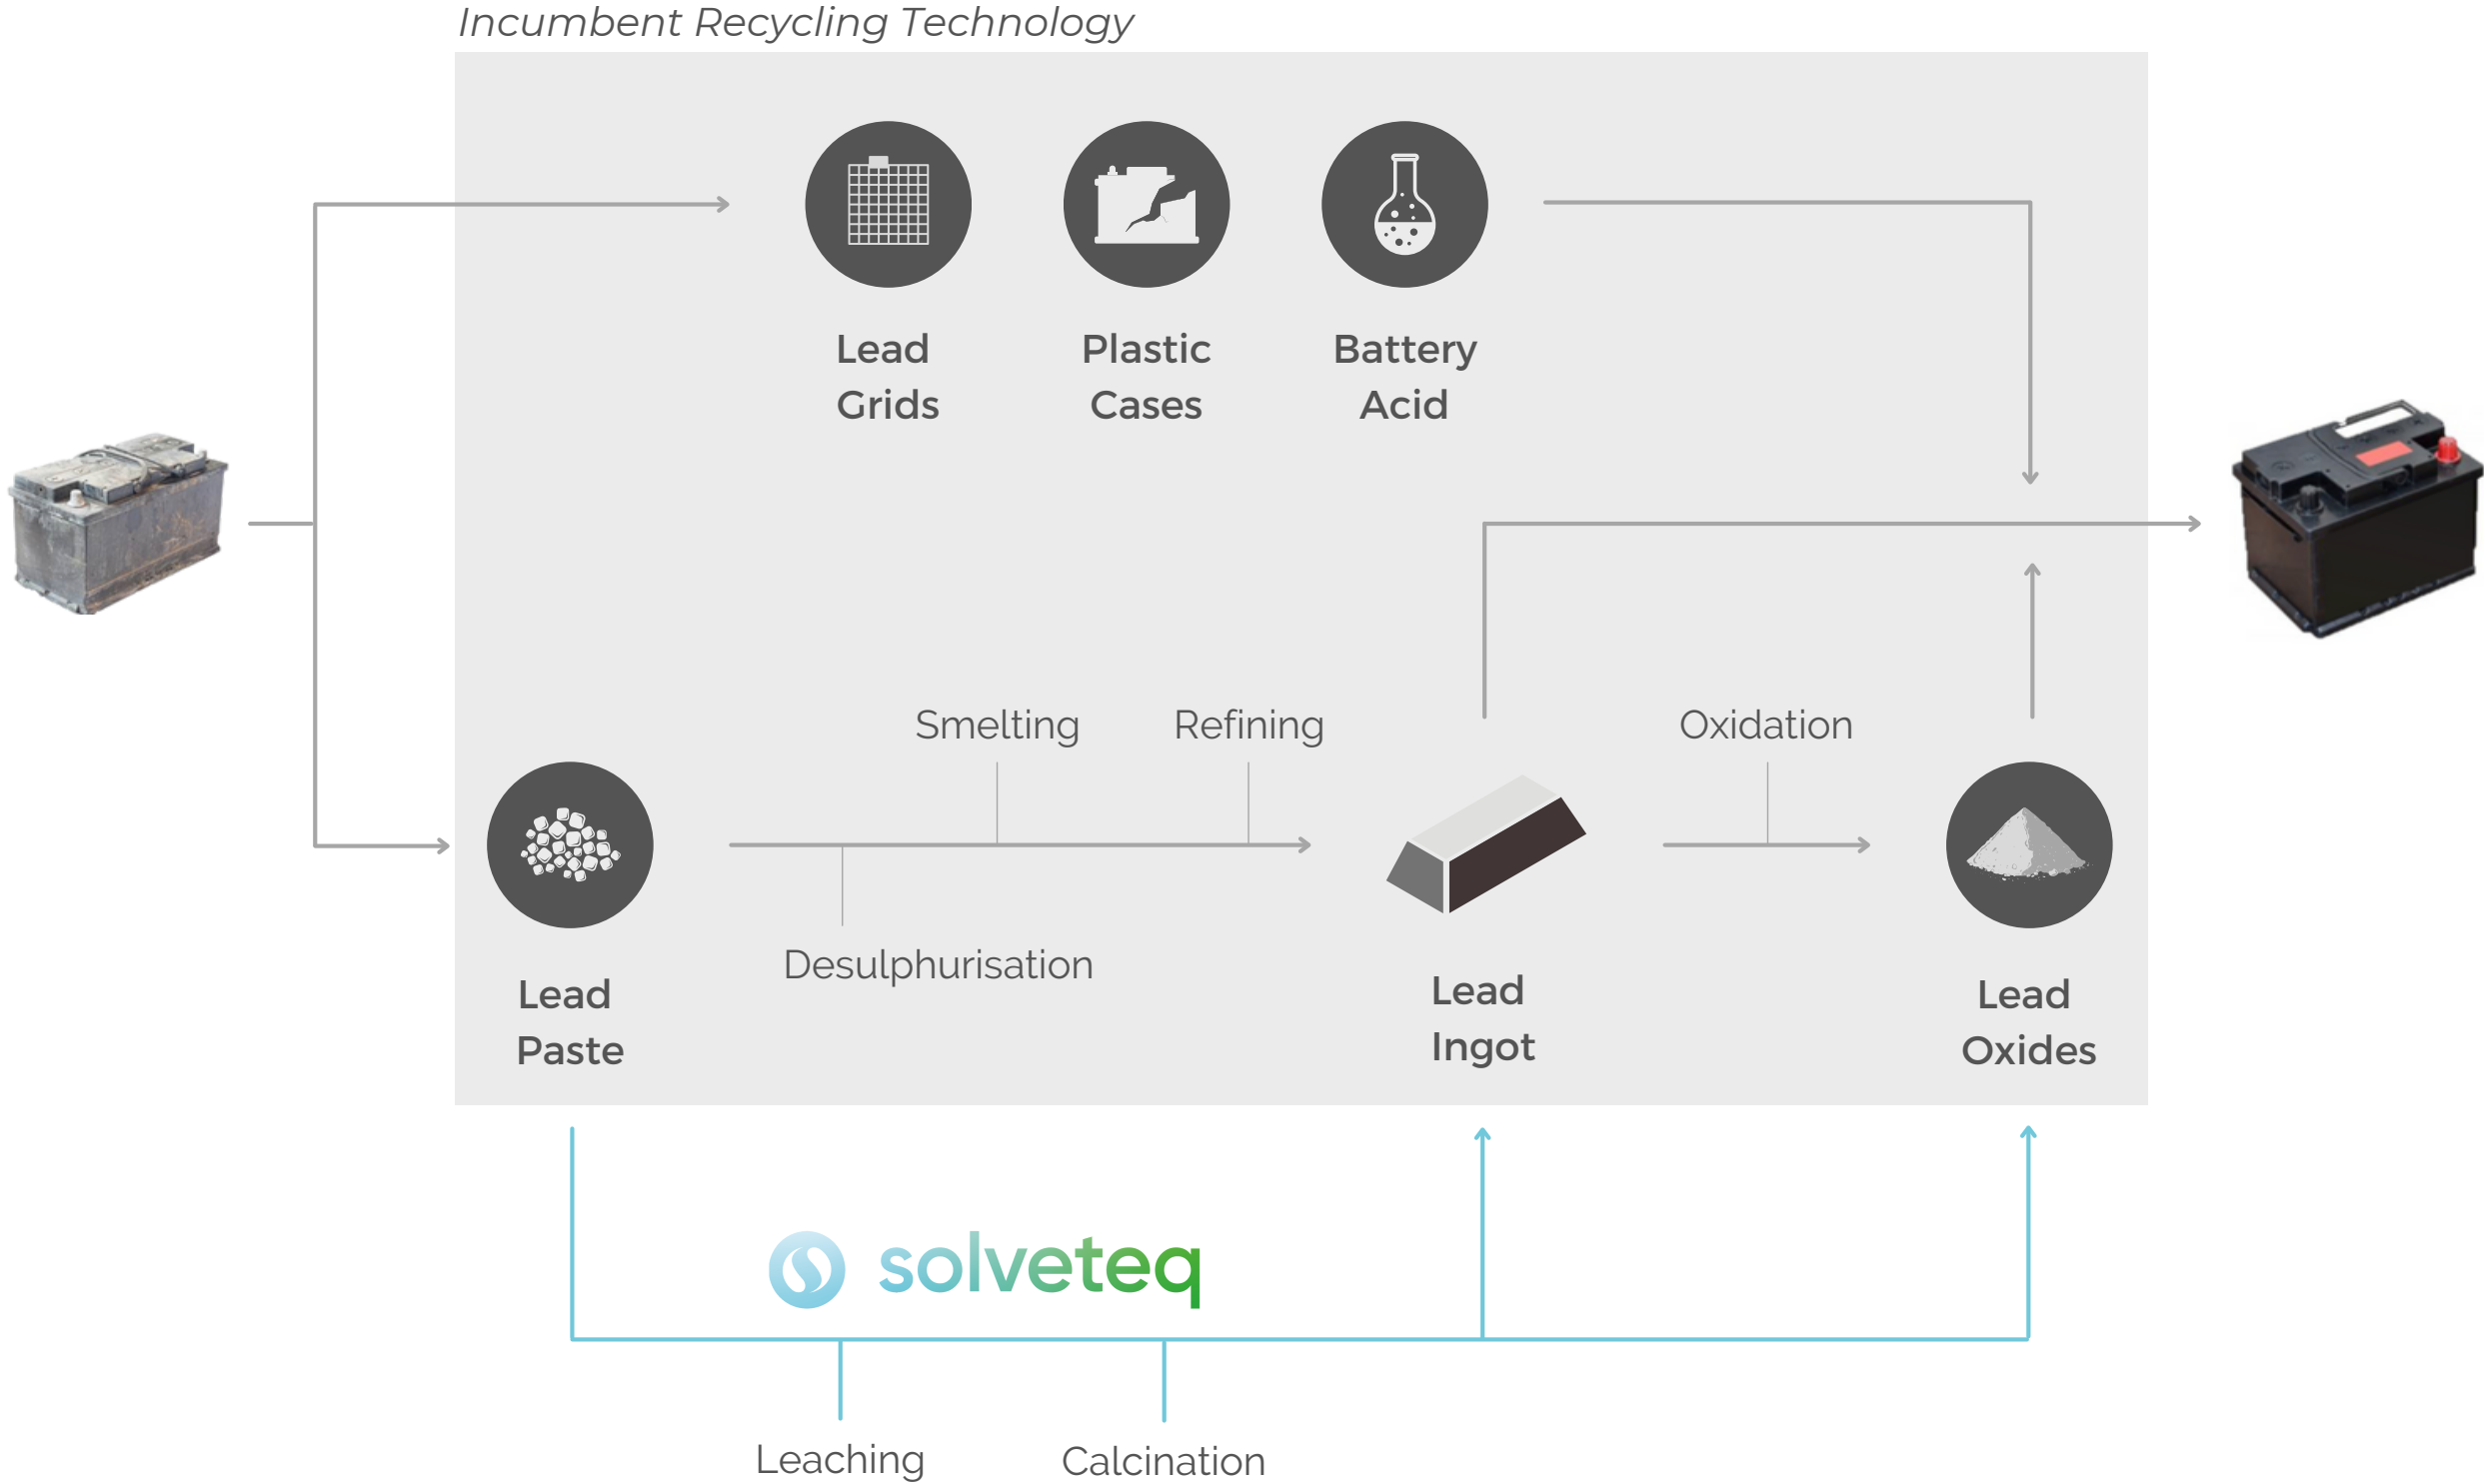 Incumbent Recycling Technology
Lead
Grids
Plastic
Cases
Battery
Acid
Smelting
Refining
Oxidation
Desulphurisation
Lead
Paste
Lead
Ingot
Lead
Oxides
solveteq
Leaching
Calcination